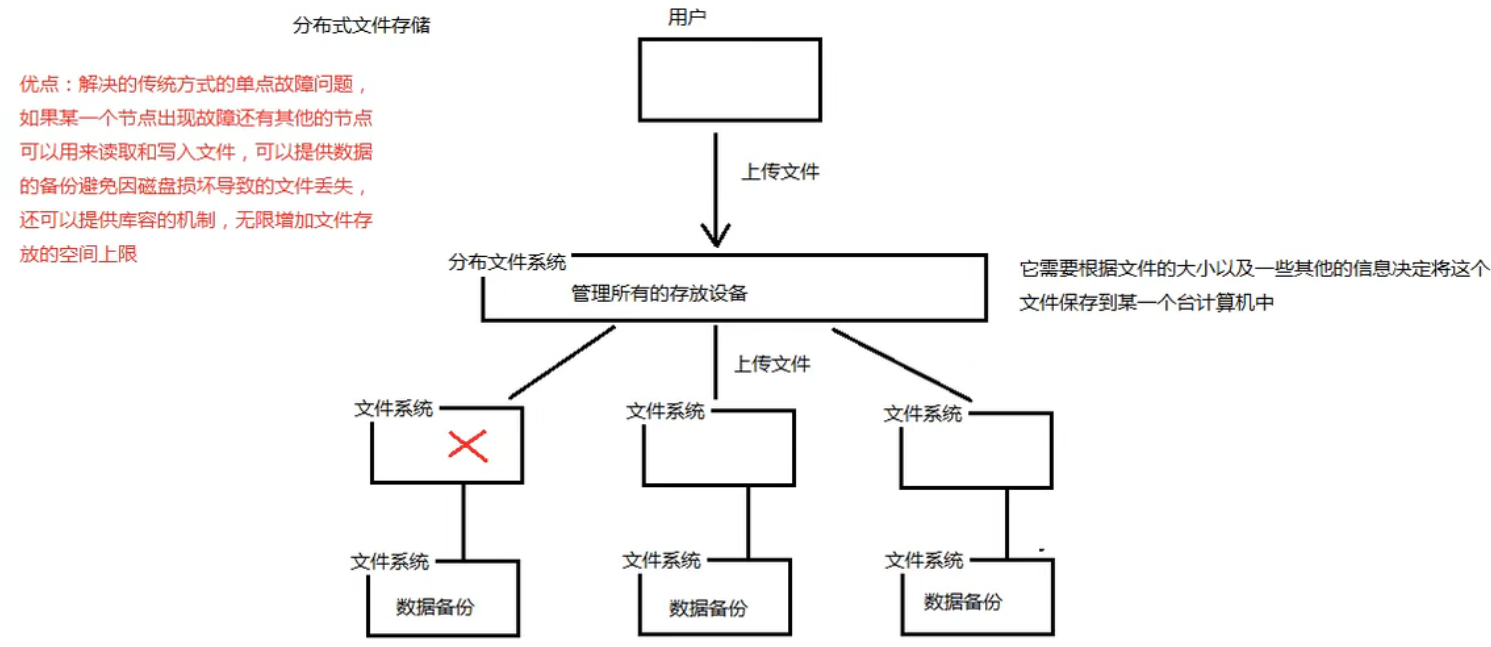 分布式文件存储
用户
优点：解决的传统方式的单点故障问题，
如果某一个节点出现故障还有其他的节点
可以用来读取和写入文件，可以提供数据
的备份避免因磁盘损坏导致的文件丢失，
还可以提供库容的机制，无限增加文件存
放的空间上限
上传文件
分布文件系统
管理所有的存放设备
它需要根据文件的大小以及一些其他的信息决定将这个
文件保存到某一个台计算机中
上传文件
文件系统
文件系统
文件系统
文件系统
数据备份
文件系统
数据备份
文件系统
数据备份